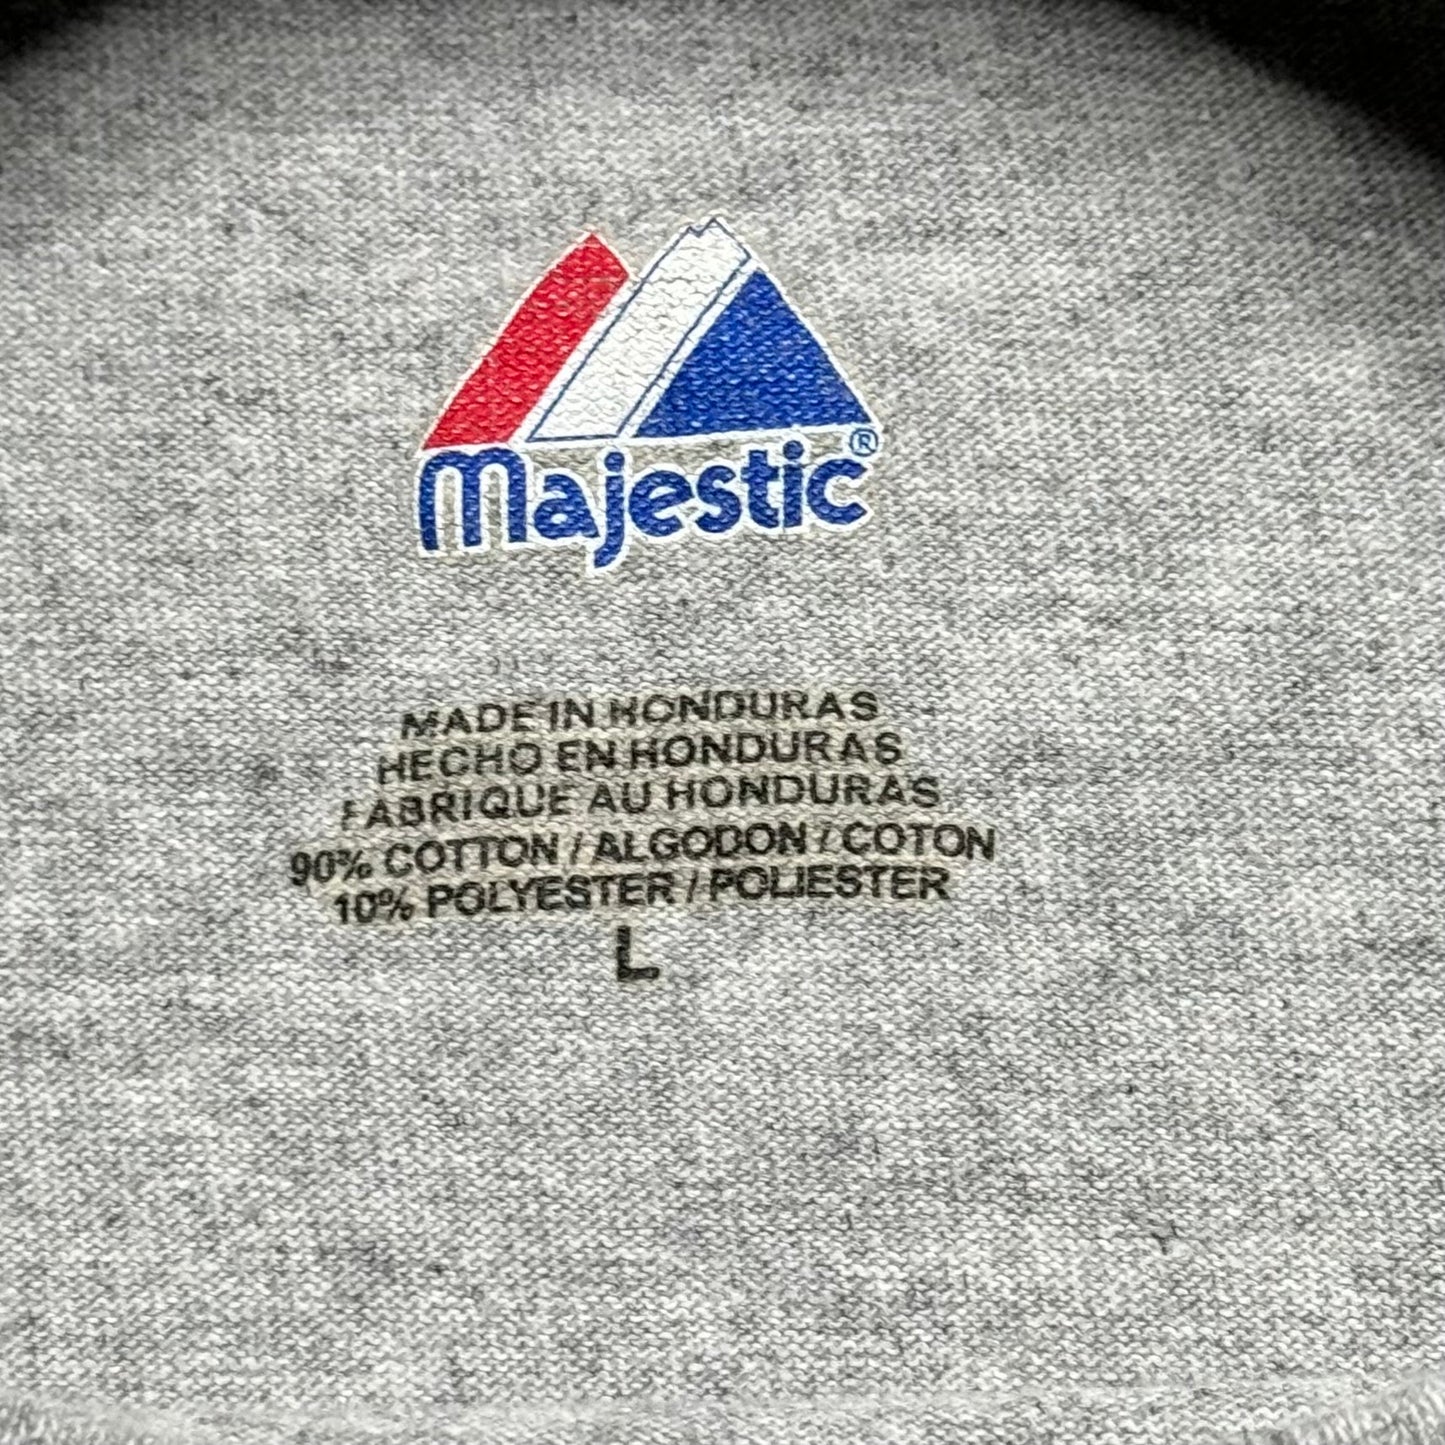 Majestic®
MADE IN HONDURAS
HECHO EN HONDURAS
FABRIQUE AU HONDURAS
90% COTTON / ALGODON / COTON
10% POLYESTER / POLIESTER
L